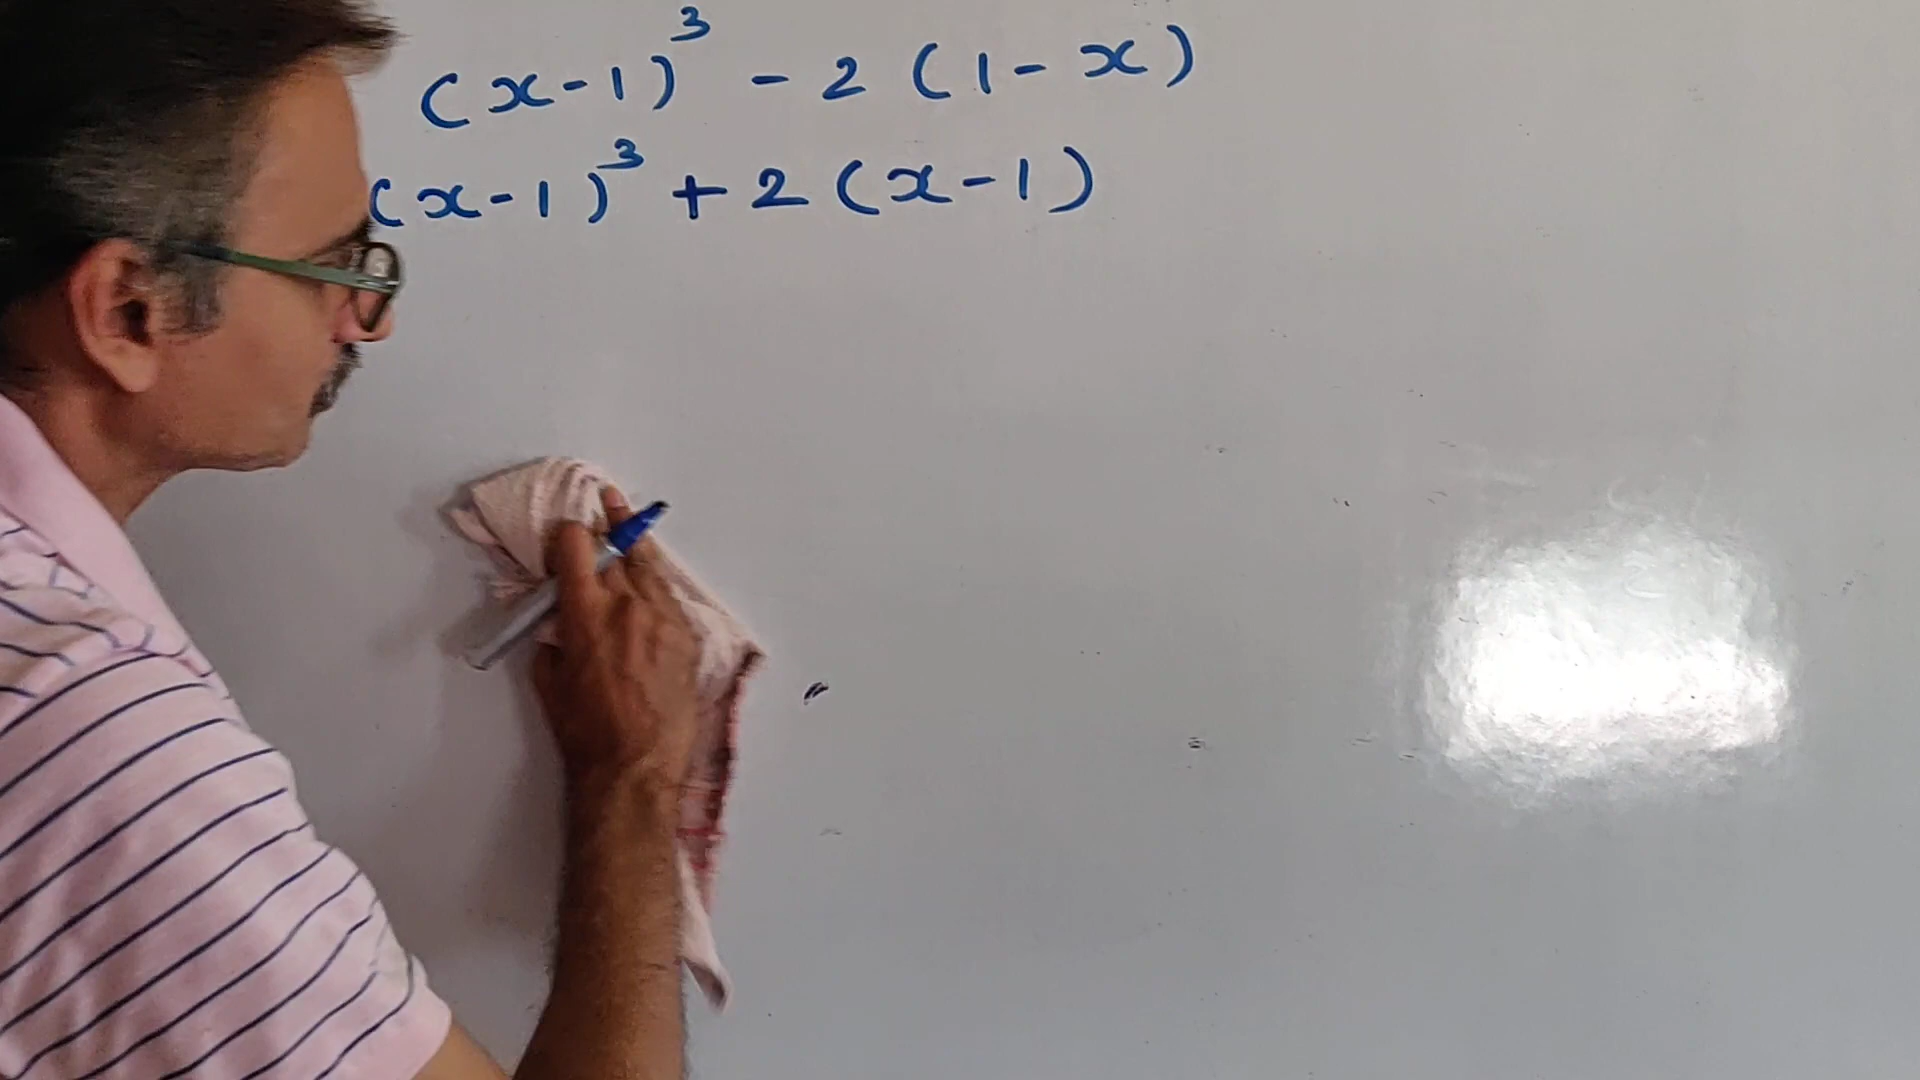 (x-1)³ - 2 (1-x)
(x-1)³ + 2 (x-1)